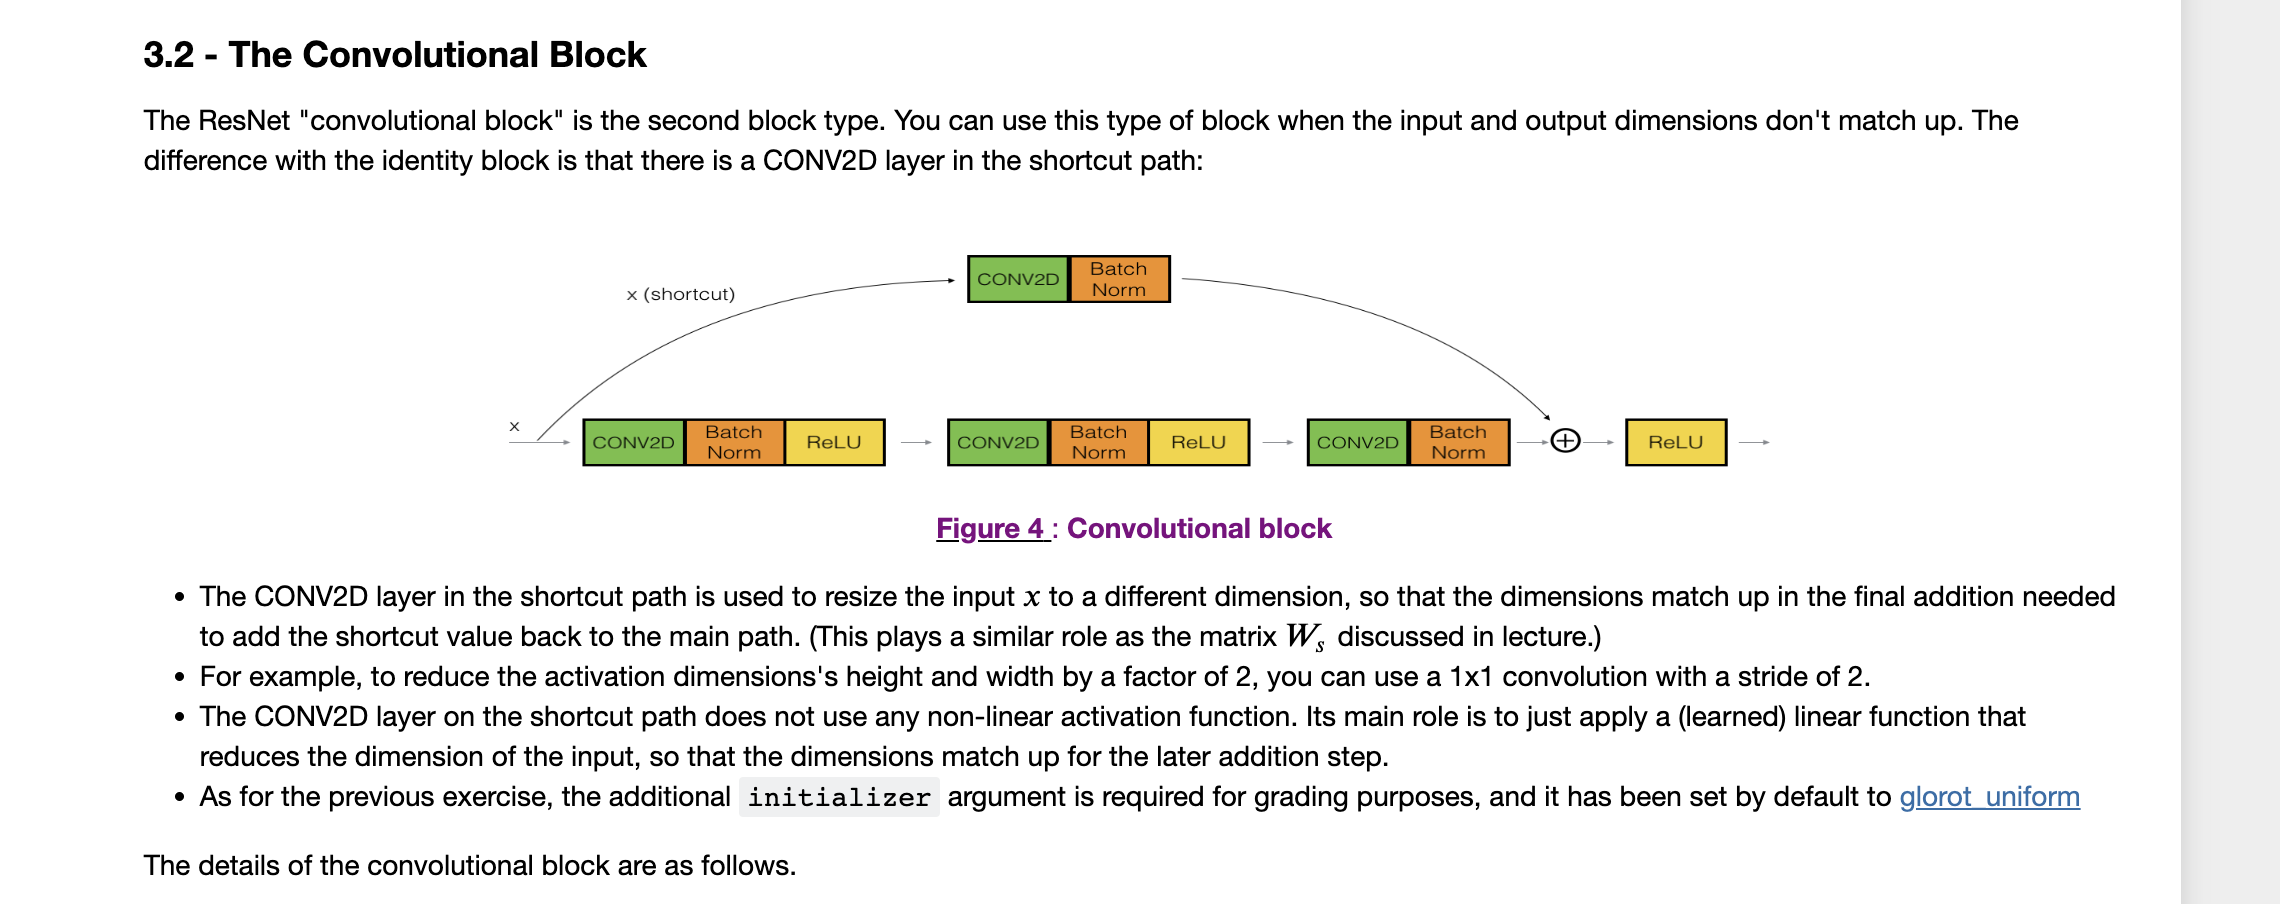 3.2 - The Convolutional Block
The ResNet "convolutional block" is the second block type. You can use this type of block when the input and output dimensions don't match up. The
difference with the identity block is that there is a CONV2D layer in the shortcut path:
x (shortcut)
CONV2D
Batch
Norm
x
CONV2D
Batch
Norm
ReLU
CONV2D
Batch
Norm
ReLU
CONV2D
Batch
Norm
+
ReLU
Figure 4 : Convolutional block
• The CONV2D layer in the shortcut path is used to resize the input x to a different dimension, so that the dimensions match up in the final addition needed
to add the shortcut value back to the main path. (This plays a similar role as the matrix Wₛ discussed in lecture.)
• For example, to reduce the activation dimensions's height and width by a factor of 2, you can use a 1x1 convolution with a stride of 2.
• The CONV2D layer on the shortcut path does not use any non-linear activation function. Its main role is to just apply a (learned) linear function that
reduces the dimension of the input, so that the dimensions match up for the later addition step.
• As for the previous exercise, the additional initializer argument is required for grading purposes, and it has been set by default to glorot_uniform
The details of the convolutional block are as follows.